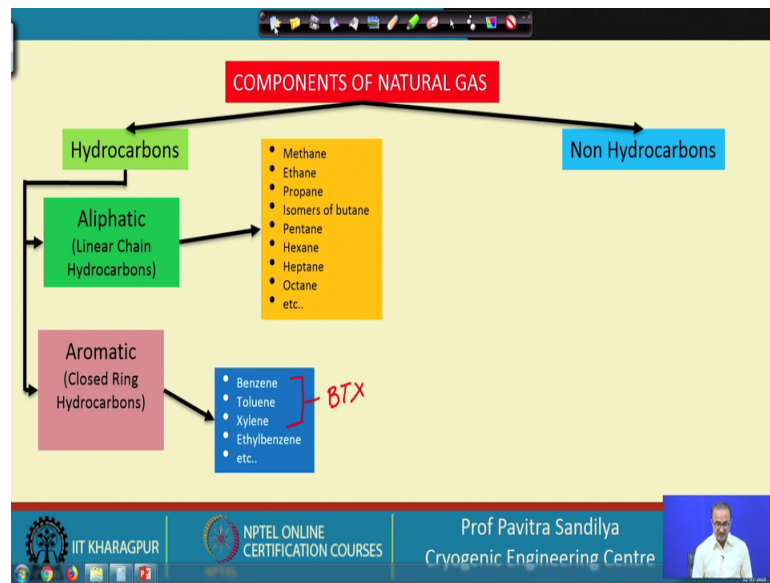 COMPONENTS OF NATURAL GAS
Hydrocarbons
Non Hydrocarbons
Aliphatic
(Linear Chain
Hydrocarbons)
• Methane
• Ethane
• Propane
• Isomers of butane
• Pentane
• Hexane
• Heptane
• Octane
• etc..
Aromatic
(Closed Ring
Hydrocarbons)
• Benzene
• Toluene
• Xylene
• Ethylbenzene
• etc..
BTX
IIT KHARAGPUR
NPTEL ONLINE
CERTIFICATION COURSES
Prof Pavitra Sandilya
Cryogenic Engineering Centre